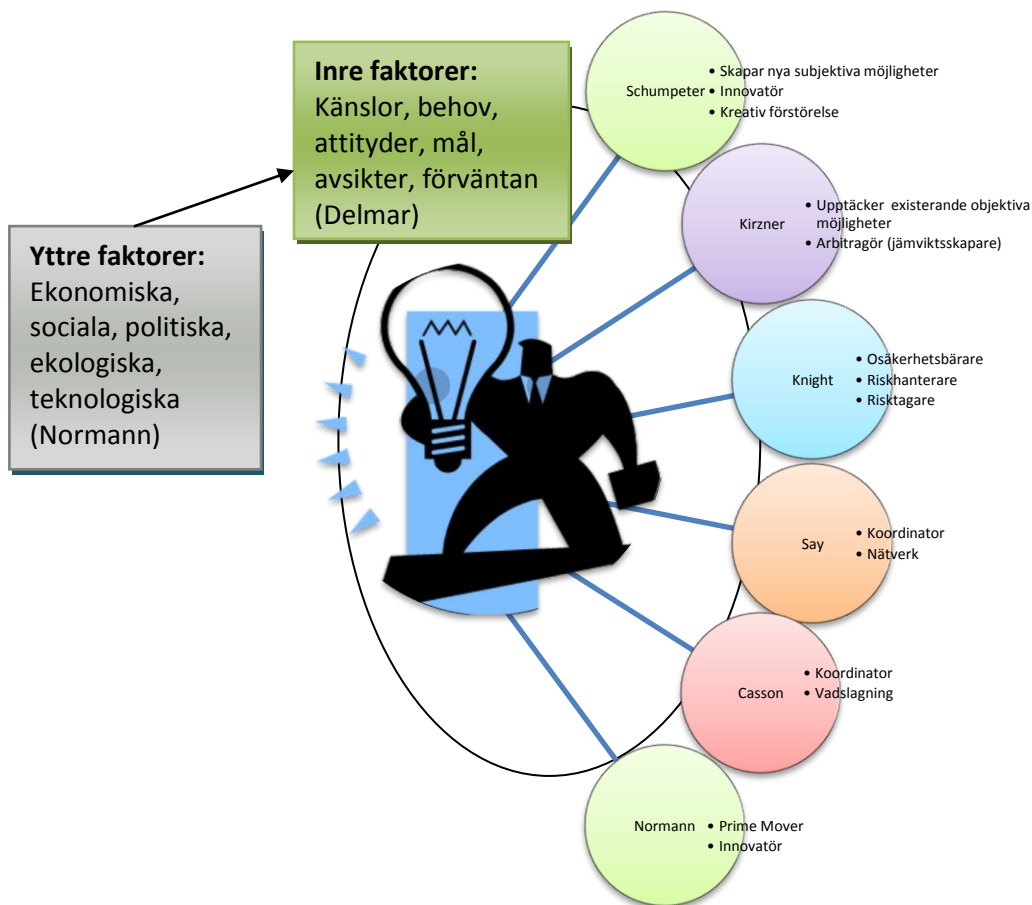 Inre faktorer:
Känslor, behov,
attityder, mål,
avsikter, förväntan
(Delmar)
Yttre faktorer:
Ekonomiska,
sociala, politiska,
ekologiska,
teknologiska
(Normann)
Schumpeter
• Skapar nya subjektiva möjligheter
• Innovatör
• Kreativ förstörelse
Kirzner
• Upptäcker existerande objektiva
möjligheter
• Arbitragör (jämviktsskapare)
Knight
• Osäkerhetsbärare
• Riskhanterare
• Risktagare
Say
• Koordinator
• Nätverk
Casson
• Koordinator
• Vadslagning
Normann
• Prime Mover
• Innovatör